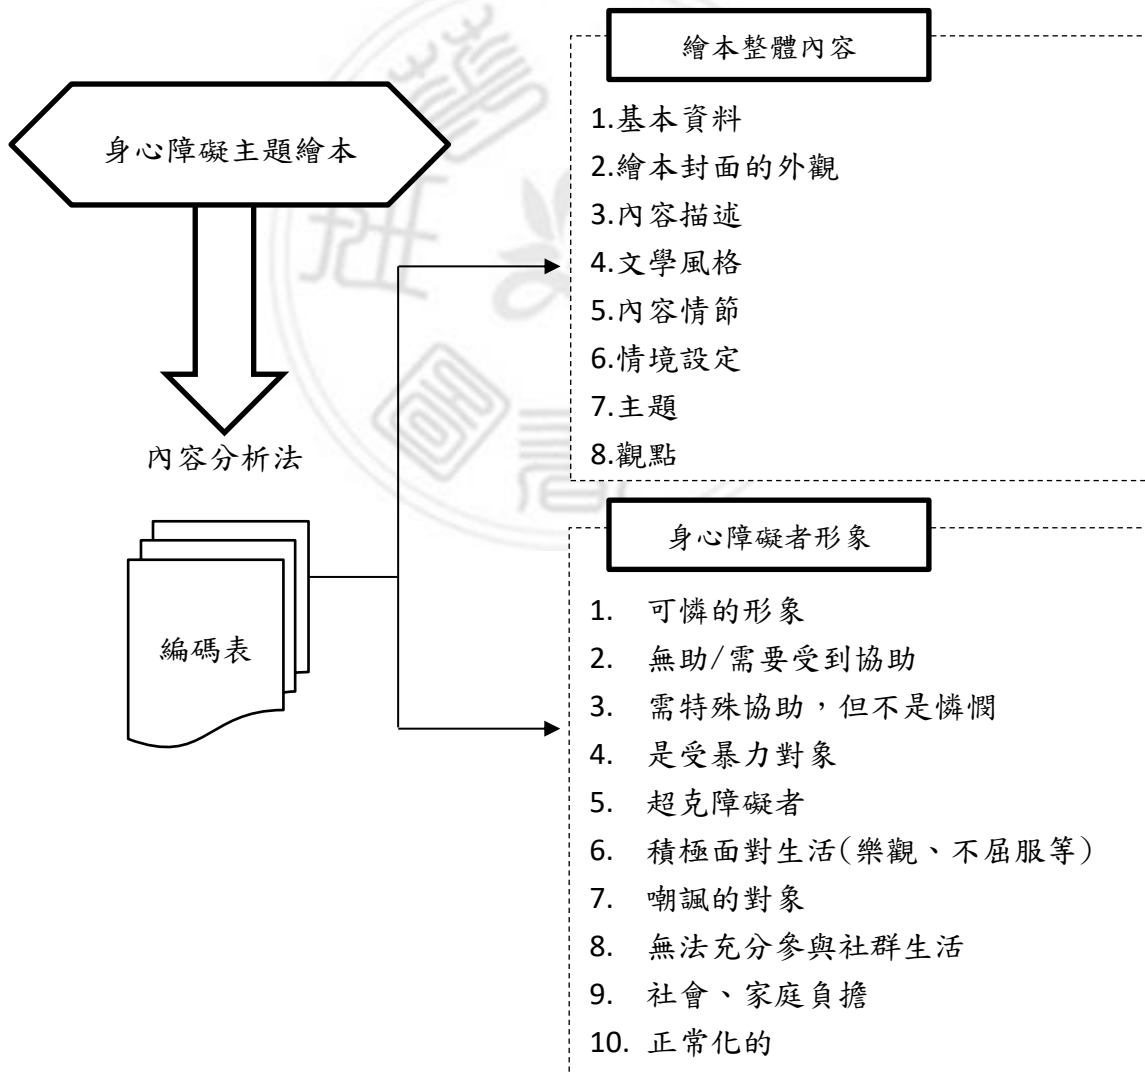 身心障礙主題繪本
內容分析法
編碼表
繪本整體內容
1.基本資料
2.繪本封面的外觀
3.內容描述
4.文學風格
5.內容情節
6.情境設定
7.主題
8.觀點
身心障礙者形象
1. 可憐的形象
2. 無助/需要受到協助
3. 需特殊協助，但不是憐憫
4. 是受暴力對象
5. 超克障礙者
6. 積極面對生活(樂觀、不屈服等)
7. 嘲諷的對象
8. 無法充分參與社群生活
9. 社會、家庭負擔
10. 正常化的